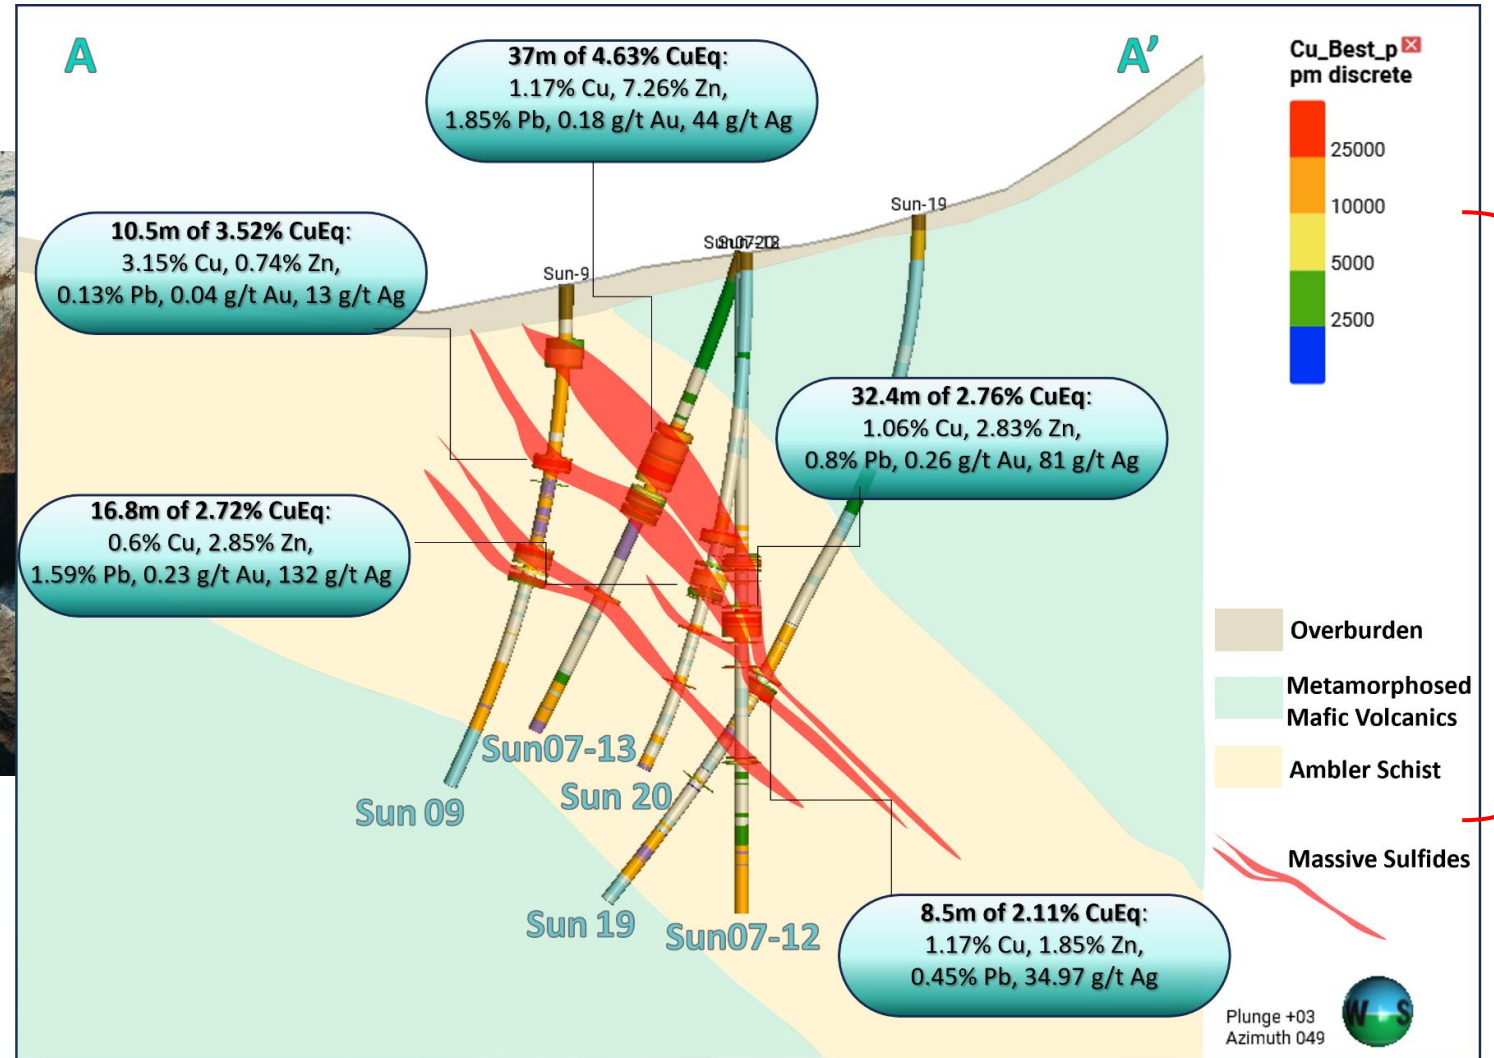 A
A'
37m of 4.63% CuEq:
1.17% Cu, 7.26% Zn,
1.85% Pb, 0.18 g/t Au, 44 g/t Ag
Cu_Best_p
pm discrete
25000
10000
5000
2500
10.5m of 3.52% CuEq:
3.15% Cu, 0.74% Zn,
0.13% Pb, 0.04 g/t Au, 13 g/t Ag
Sun-9
Sun-19
32.4m of 2.76% CuEq:
1.06% Cu, 2.83% Zn,
0.8% Pb, 0.26 g/t Au, 81 g/t Ag
16.8m of 2.72% CuEq:
0.6% Cu, 2.85% Zn,
1.59% Pb, 0.23 g/t Au, 132 g/t Ag
Overburden
Metamorphosed
Mafic Volcanics
Ambler Schist
Massive Sulfides
Sun07-13
Sun 20
Sun 09
Sun 19
Sun07-12
8.5m of 2.11% CuEq:
1.17% Cu, 1.85% Zn,
0.45% Pb, 34.97 g/t Ag
Plunge +03
Azimuth 049
W S